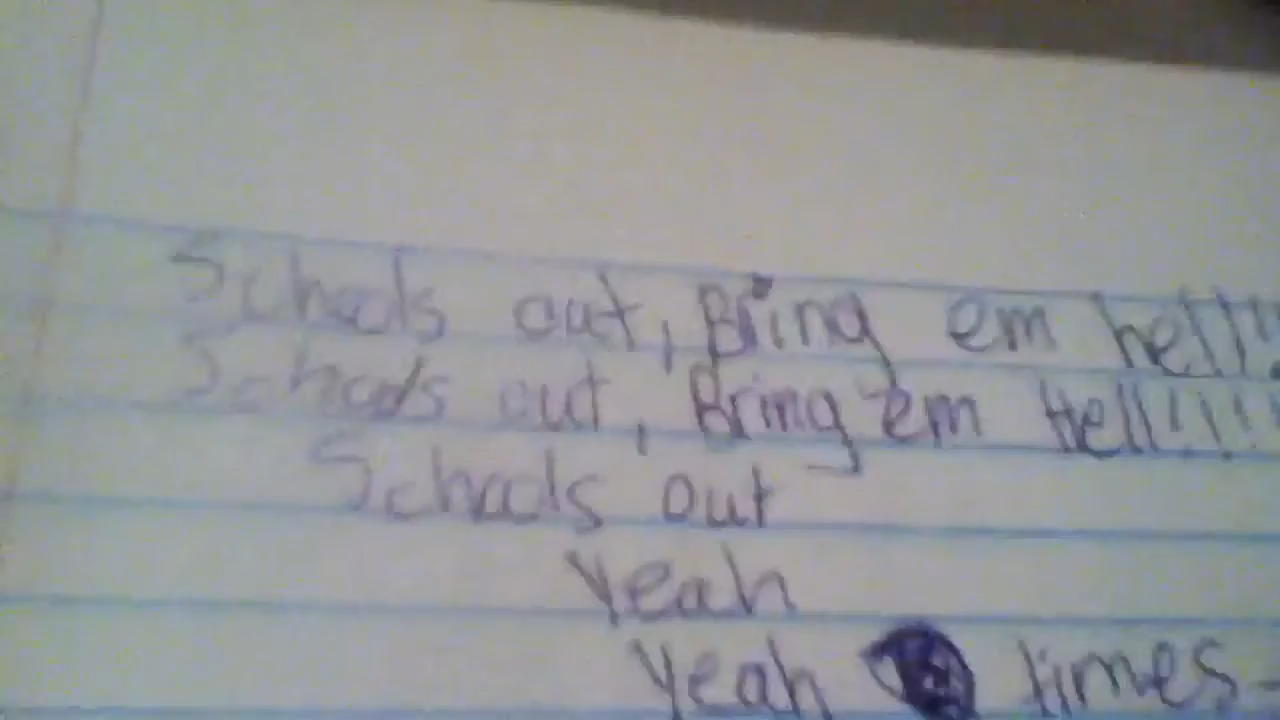 Schools out, Bring em hell!!
Schools out, Bring 'em Hell!!!!
Schools out
Yeah
Yeah times-